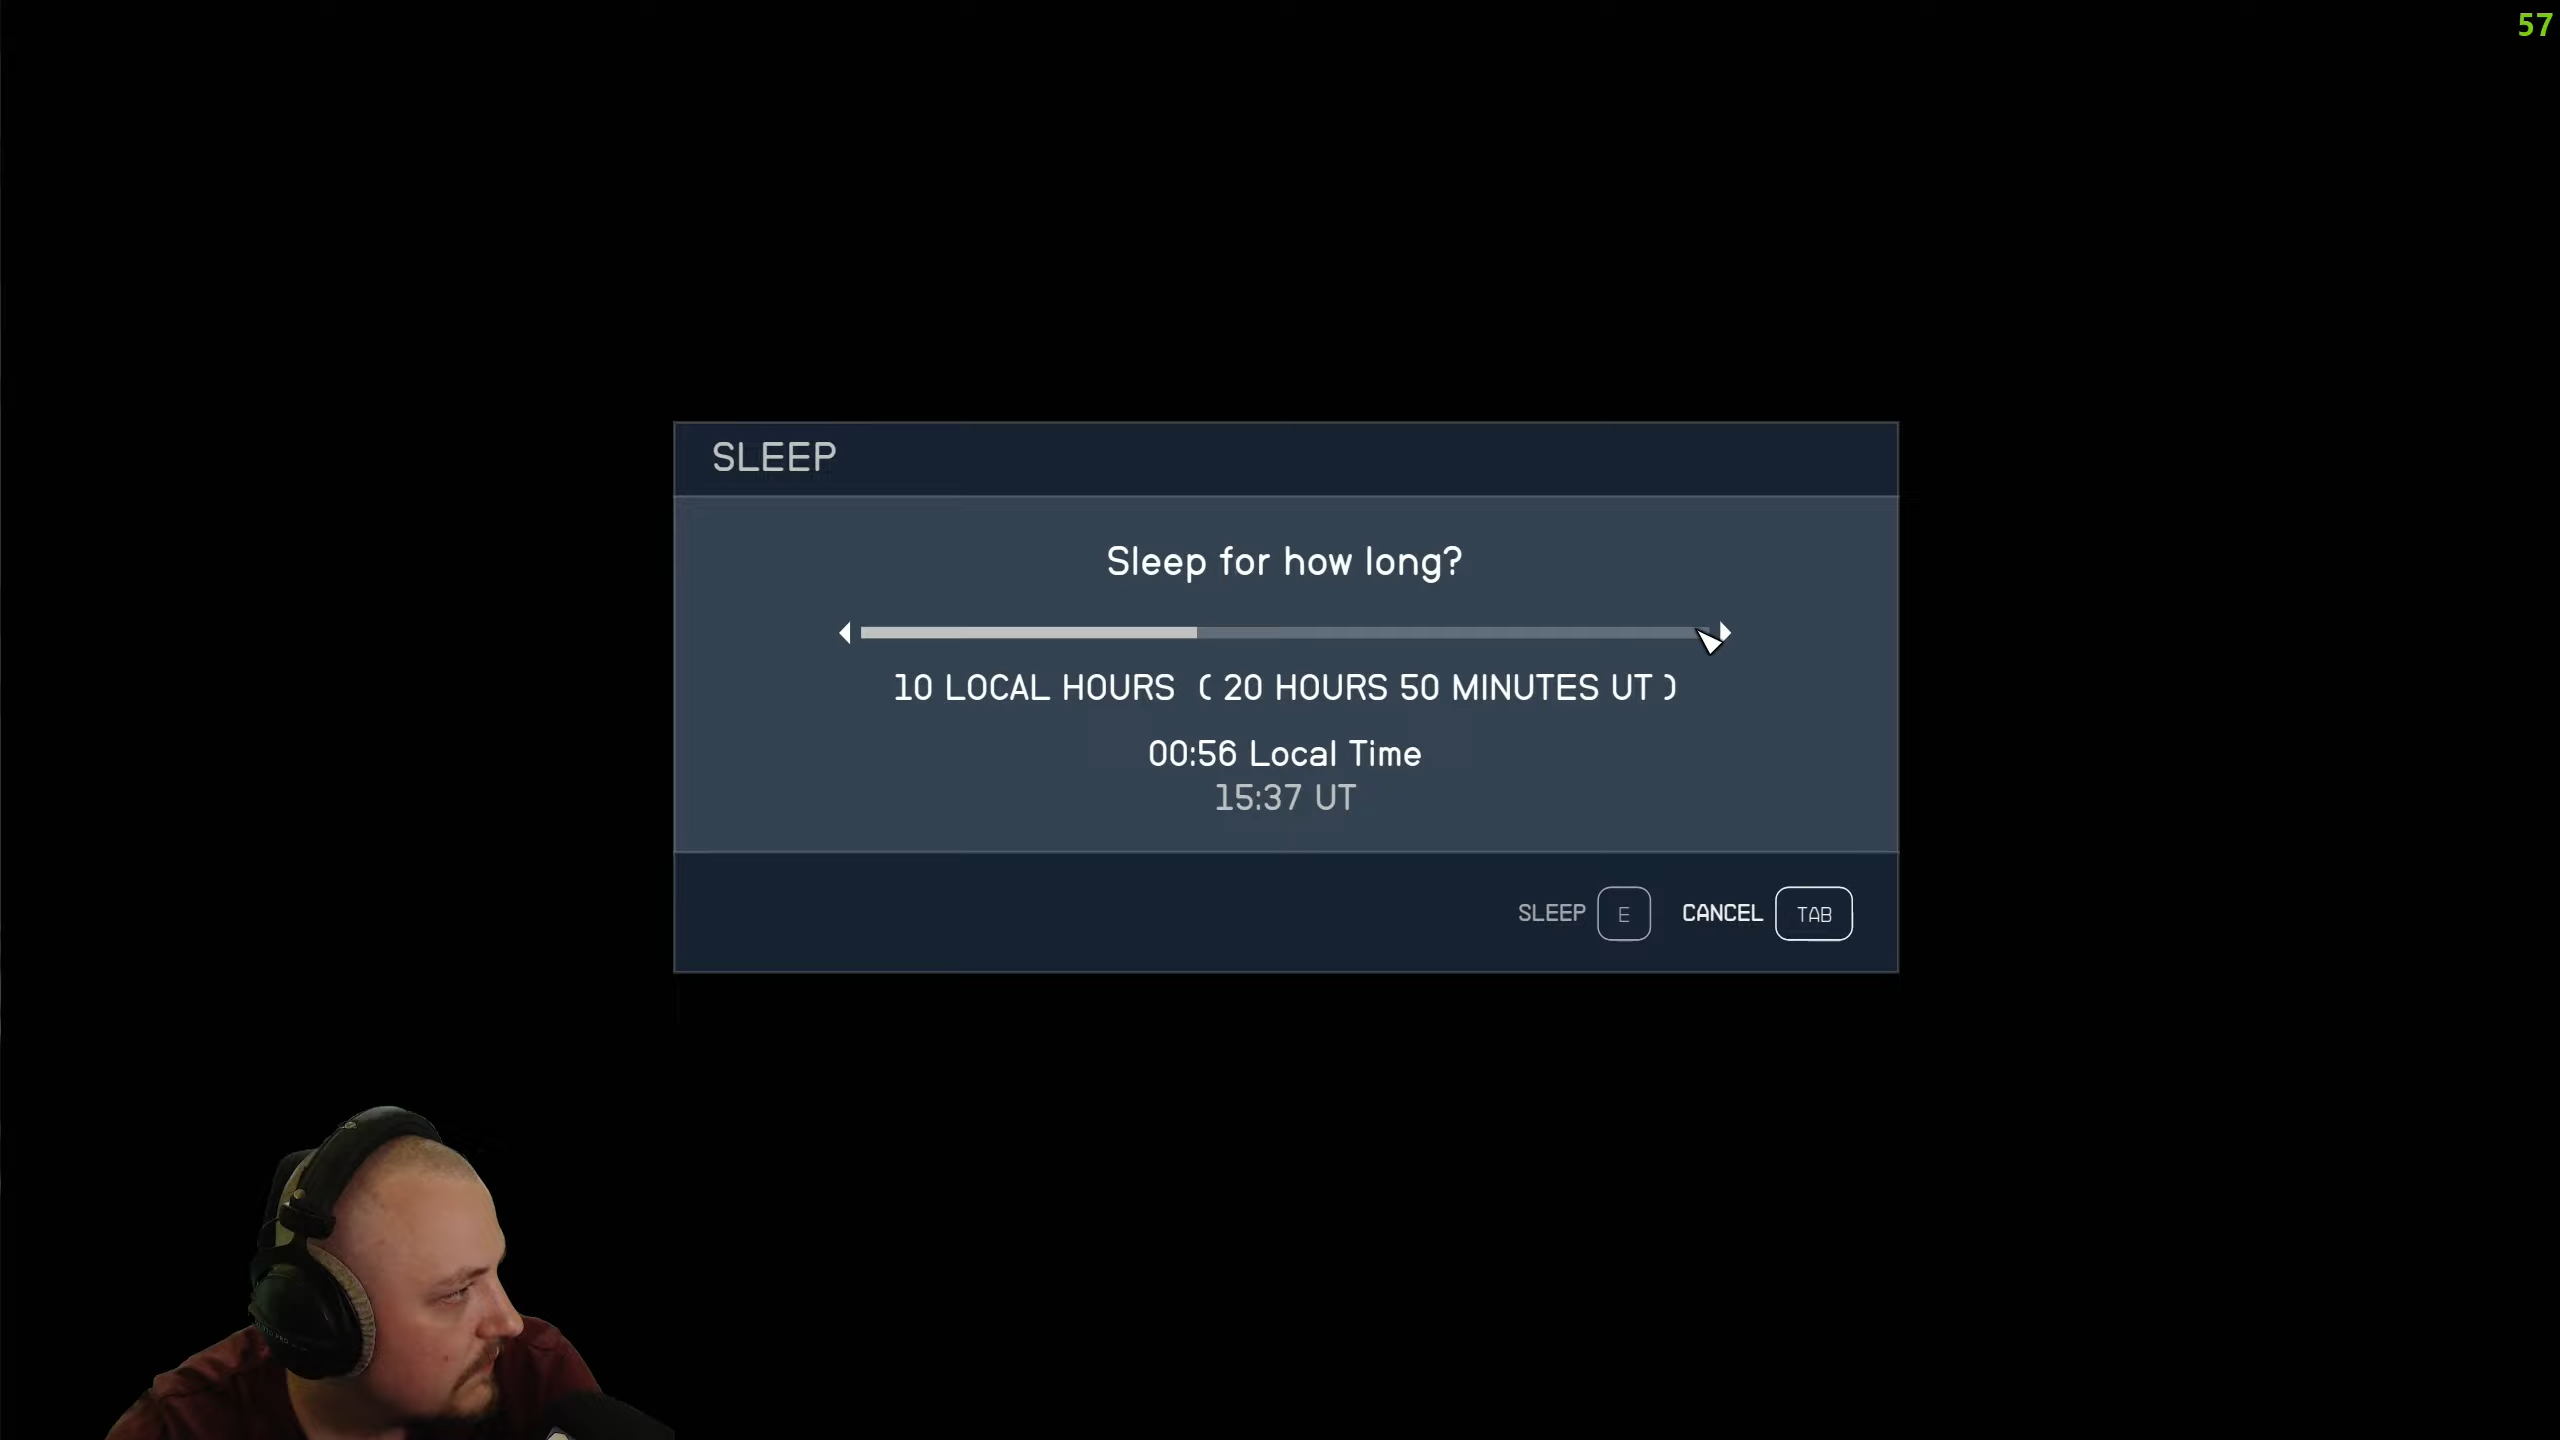 57
SLEEP
Sleep for how long?
10 LOCAL HOURS ( 20 HOURS 50 MINUTES UT )
00:56 Local Time
15:37 UT
SLEEP E CANCEL TAB